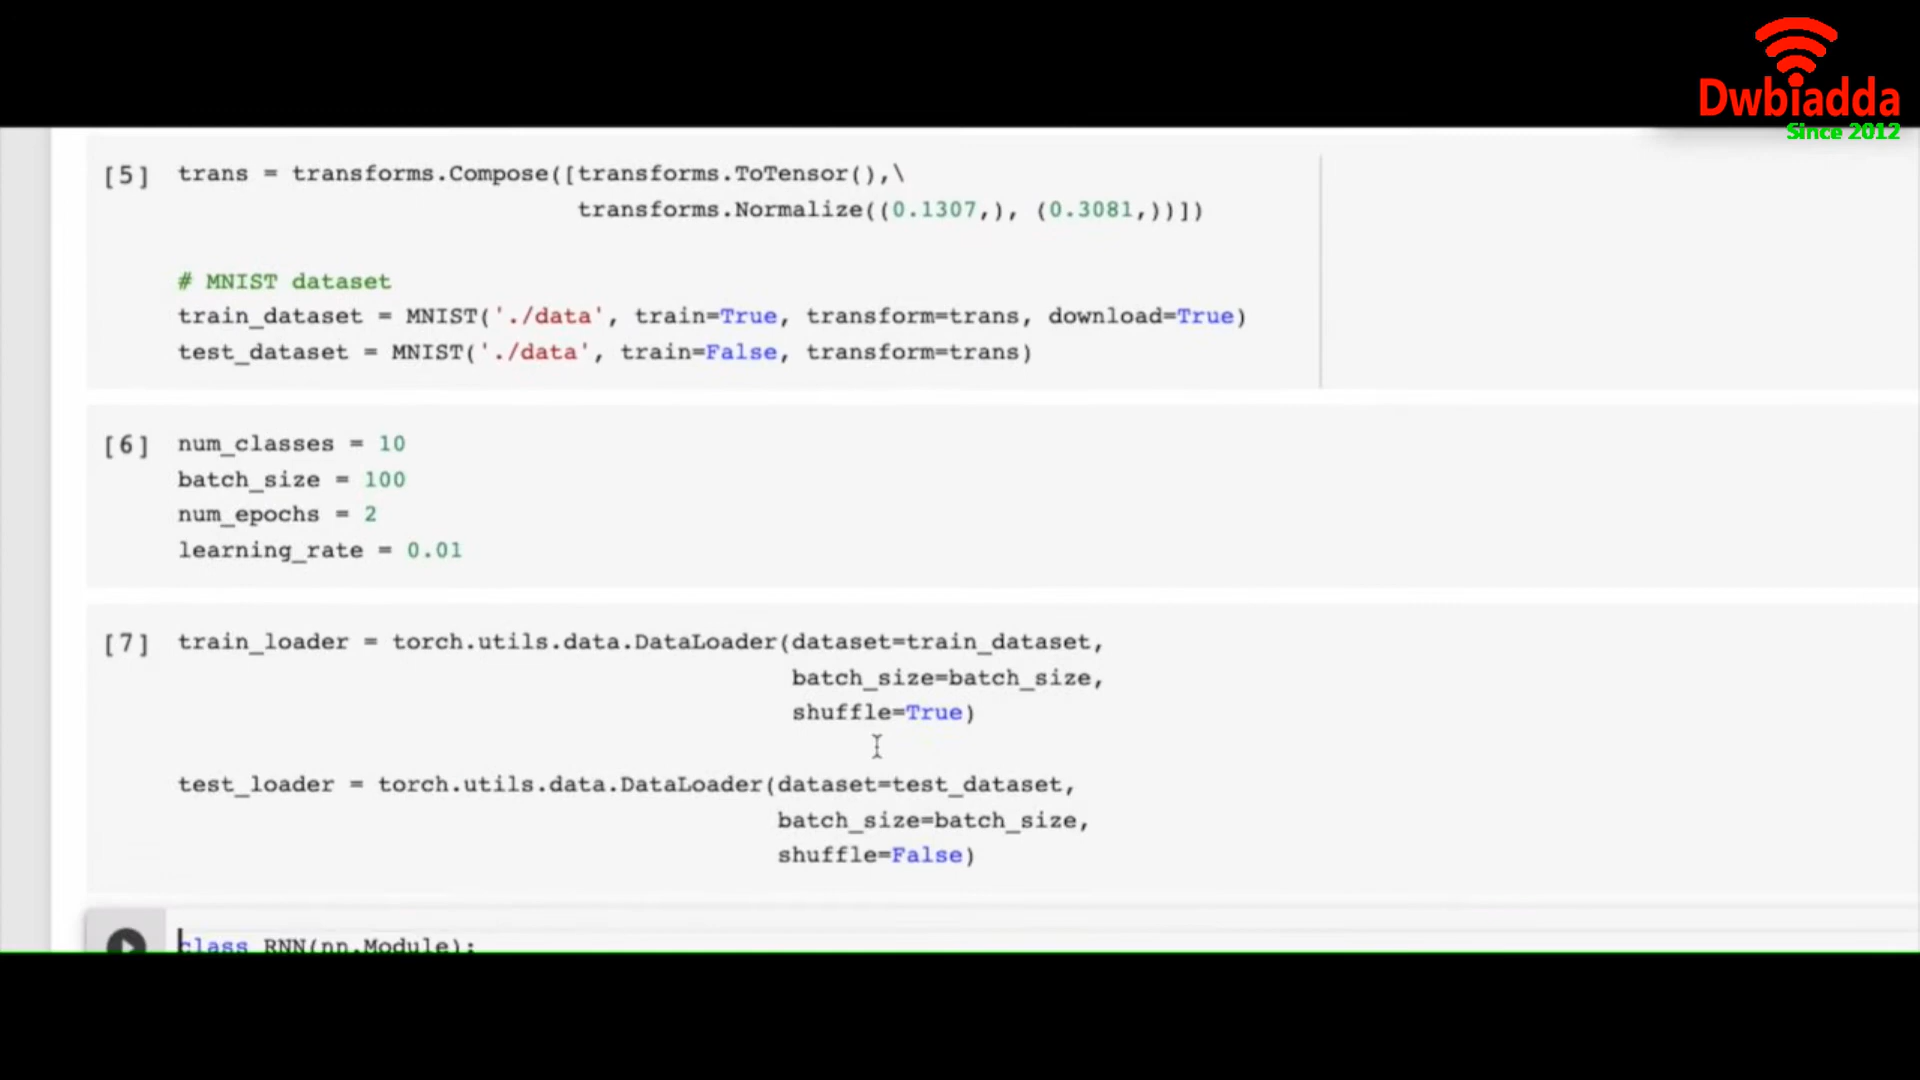 Dwbiadda
Since 2012
[5] trans = transforms.Compose([transforms.ToTensor(),\
transforms.Normalize((0.1307,), (0.3081,))])
# MNIST dataset
train_dataset = MNIST('./data', train=True, transform=trans, download=True)
test_dataset = MNIST('./data', train=False, transform=trans)
[6] num_classes = 10
batch_size = 100
num_epochs = 2
learning_rate = 0.01
[7] train_loader = torch.utils.data.DataLoader(dataset=train_dataset,
batch_size=batch_size,
shuffle=True)
test_loader = torch.utils.data.DataLoader(dataset=test_dataset,
batch_size=batch_size,
shuffle=False)
class RNN(nn.Module):